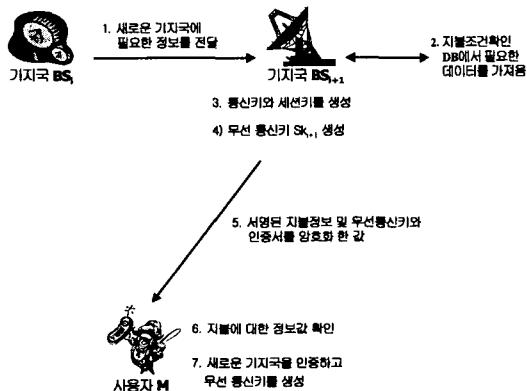 1. 새로운 기지국에
필요한 정보를 전달
2. 지불조건확인
DB에서 필요한
데이터를 가져옴
기지국 BSi
기지국 BSi+1
3. 통신키와 세션키를 생성
4) 무선 통신키 Ski+1 생성
5. 서명된 지불정보 및 무선통신키와
인증서를 암호화 한 값
6. 지불에 대한 정보값 확인
7. 새로운 기지국을 인증하고
무선 통신키를 생성
사용자 M